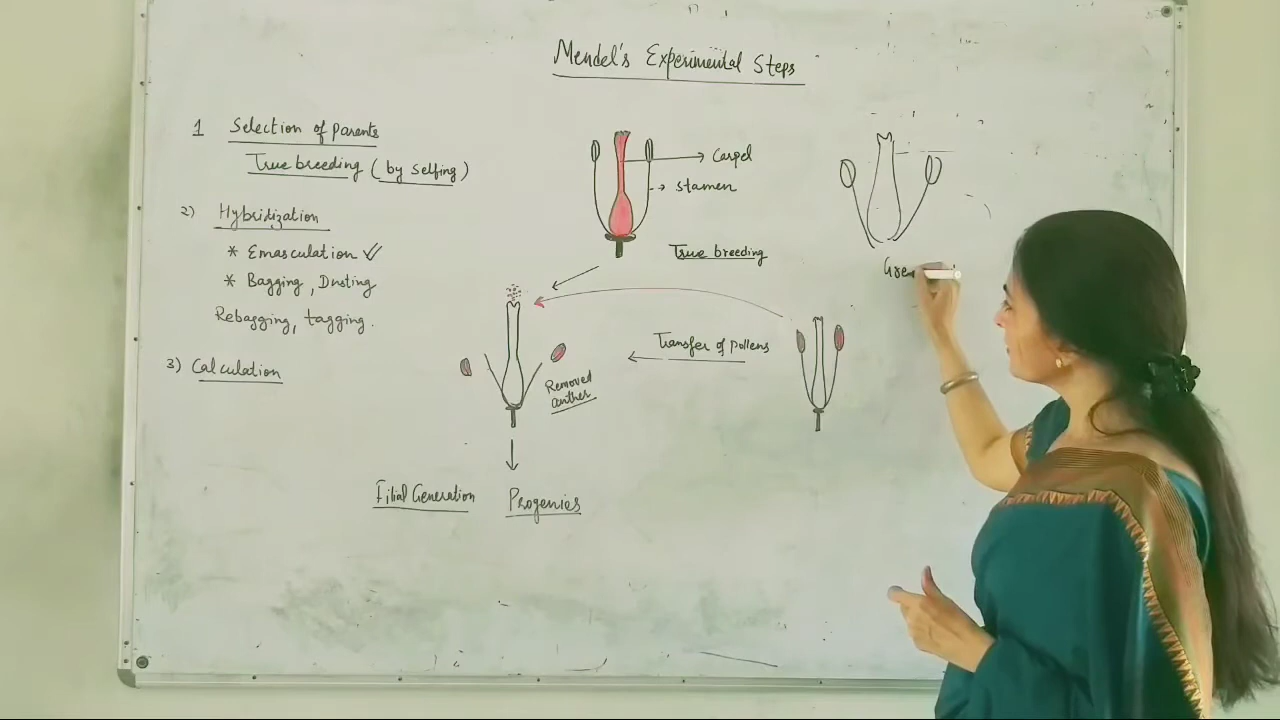 Mendel's Experimental Steps
1 Selection of parents
True breeding (by selfing)
2) Hybridization
* Emasculation ✓
* Bagging, Dusting
Rebagging, tagging.
3) Calculation
→ Carpel
→ Stamen
True breeding
Transfer of pollens
Removed
anther
Filial Generation Progenies